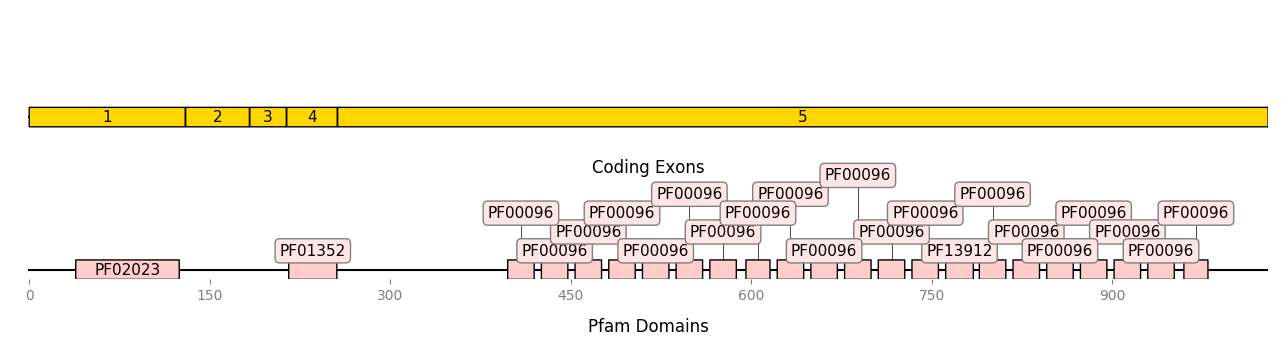 1 2 3 4 5
Coding Exons
PF00096
PF00096 PF00096 PF00096
PF00096 PF00096 PF00096 PF00096 PF00096 PF00096
PF00096 PF00096 PF00096 PF00096 PF00096
PF01352 PF00096 PF00096 PF00096 PF13912 PF00096 PF00096
PF02023
0 150 300 450 600 750 900
Pfam Domains